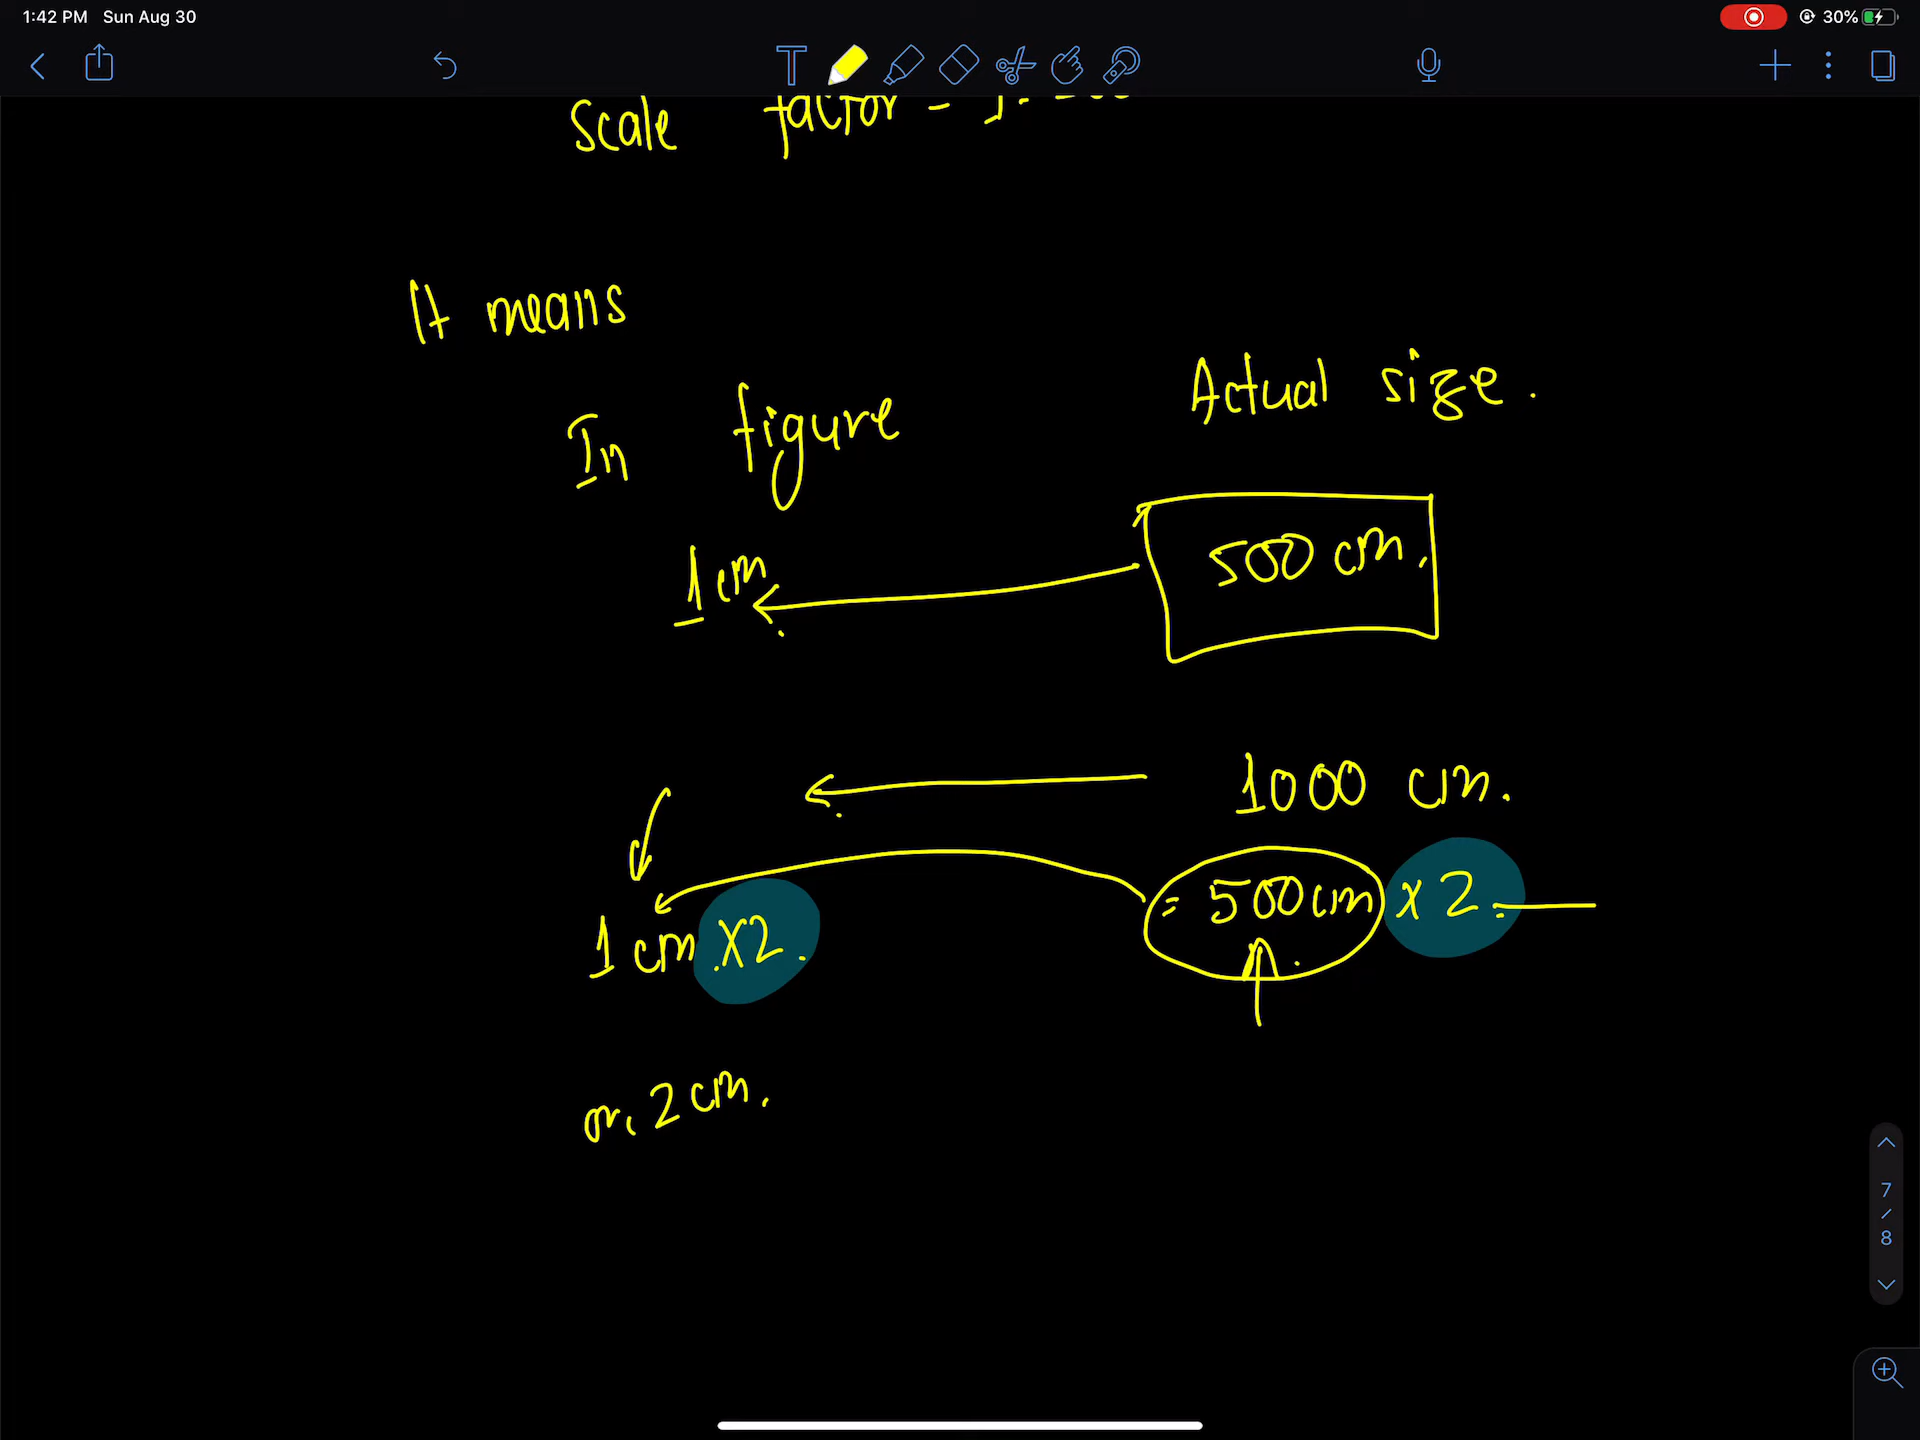 1:42 PM Sun Aug 30
30%
Scale factor =
It means
In figure
Actual size.
1 cm
500 cm.
1000 cm.
1 cm x2.
= 500 cm x 2.
or, 2 cm.
7
/
8